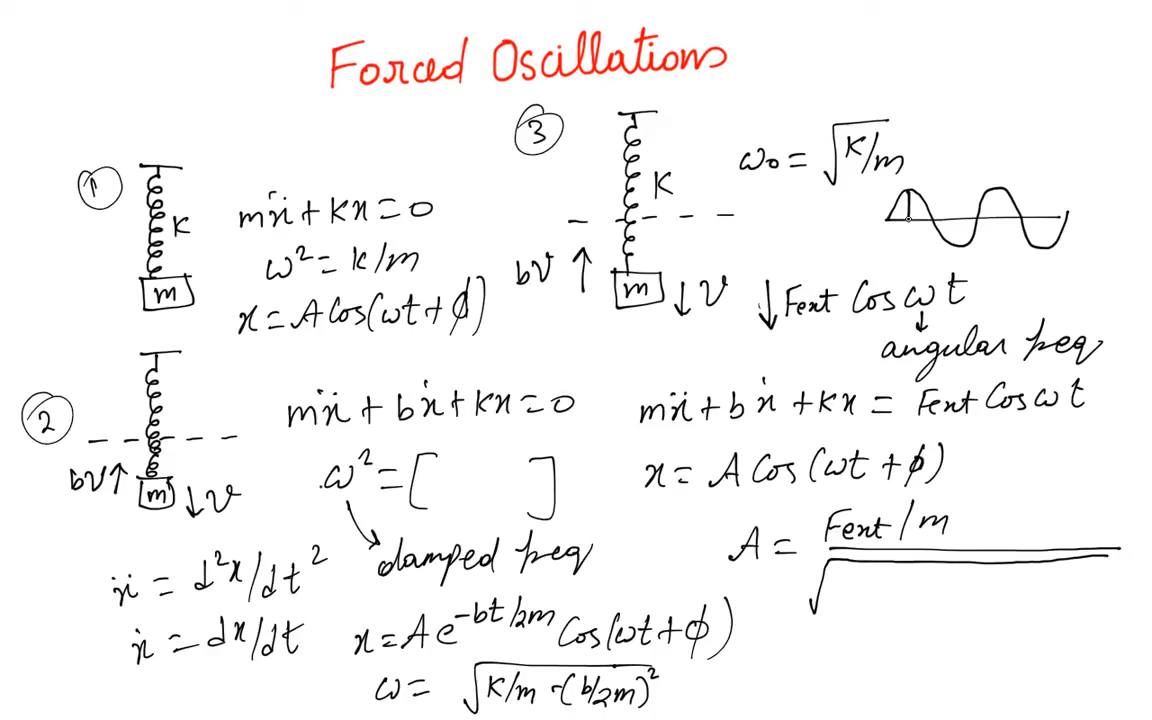 Forced Oscillations
①
K
m
mẍ + Kx = 0
ω² = K/m
x = A Cos(ωt + φ)
②
bV↑
m
↓V
mẍ + bẋ + Kx = 0
ω² = [ ]
damped freq
ẍ = d²x/dt²
ẋ = dx/dt
x = A e^{-bt/2m} Cos(ωt + φ)
ω = √(K/m - (b/2m)²)
③
K
bV ↑
m
↓V
ω₀ = √(K/m)
↓Fext Cos ωt
angular freq
mẍ + bẋ + Kx = Fext Cos ωt
x = A Cos (ωt + φ)
A = Fext/m / √